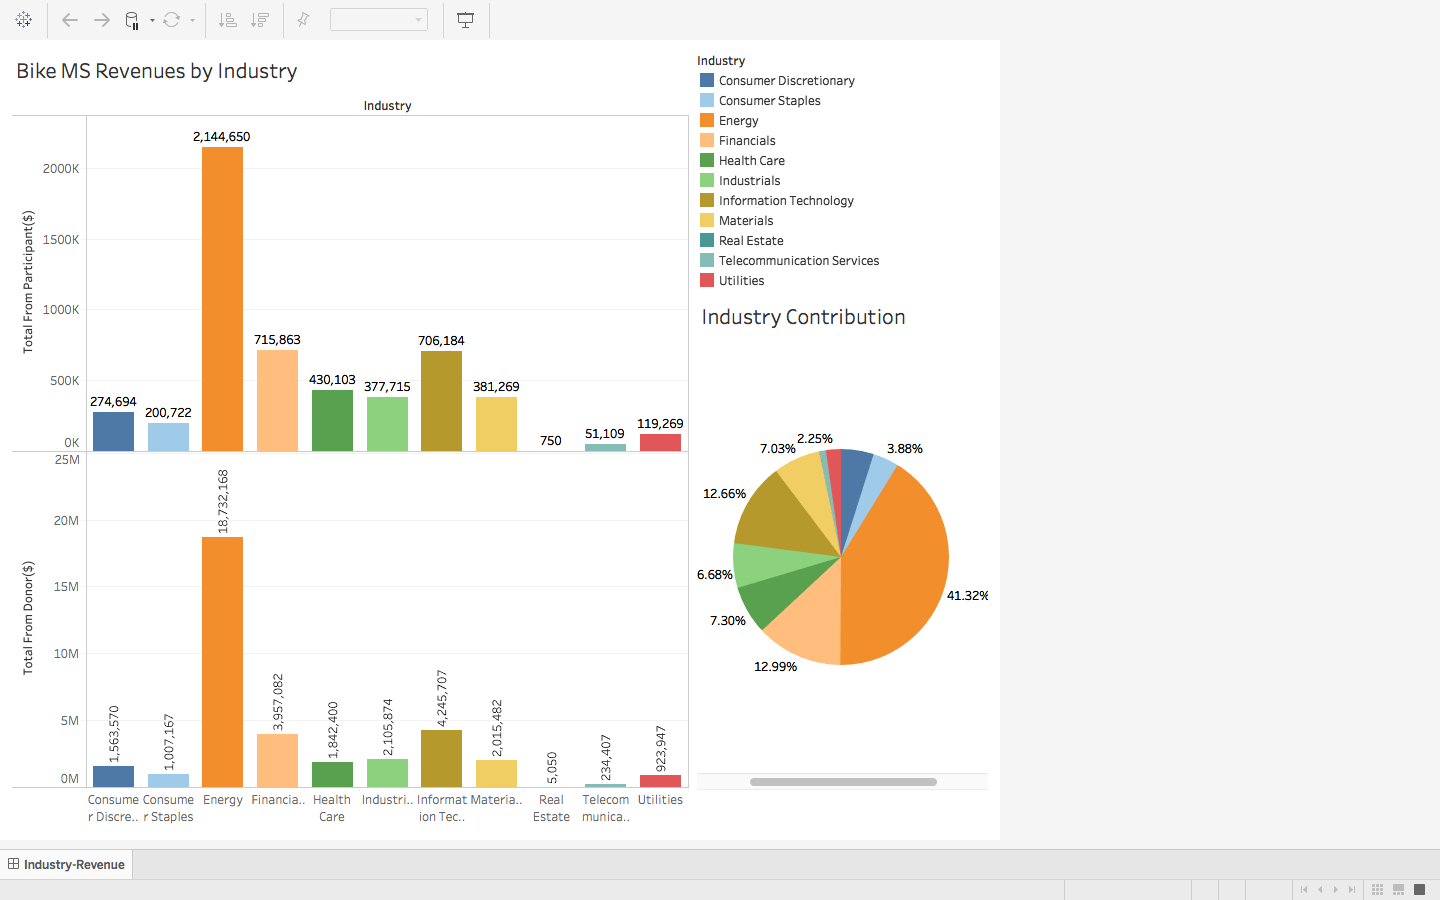 Bike MS Revenues by Industry
Industry
Total From Participant($)
2000K
1500K
1000K
500K
0K
2,144,650
715,863
706,184
430,103
377,715
381,269
274,694
200,722
750
51,109
119,269
Total From Donor($)
25M
20M
15M
10M
5M
0M
1,563,570
1,007,167
18,732,168
3,957,082
1,842,400
2,105,874
4,245,707
2,015,482
5,050
234,407
923,947
Consume
r Discre..
Consume
r Staples
Energy
Financia..
Health
Care
Industri..
Informat
ion Tec..
Materia..
Real
Estate
Telecom
munica..
Utilities
Industry
Consumer Discretionary
Consumer Staples
Energy
Financials
Health Care
Industrials
Information Technology
Materials
Real Estate
Telecommunication Services
Utilities
Industry Contribution
2.25%
7.03%
3.88%
12.66%
6.68%
41.32%
7.30%
12.99%
Industry-Revenue